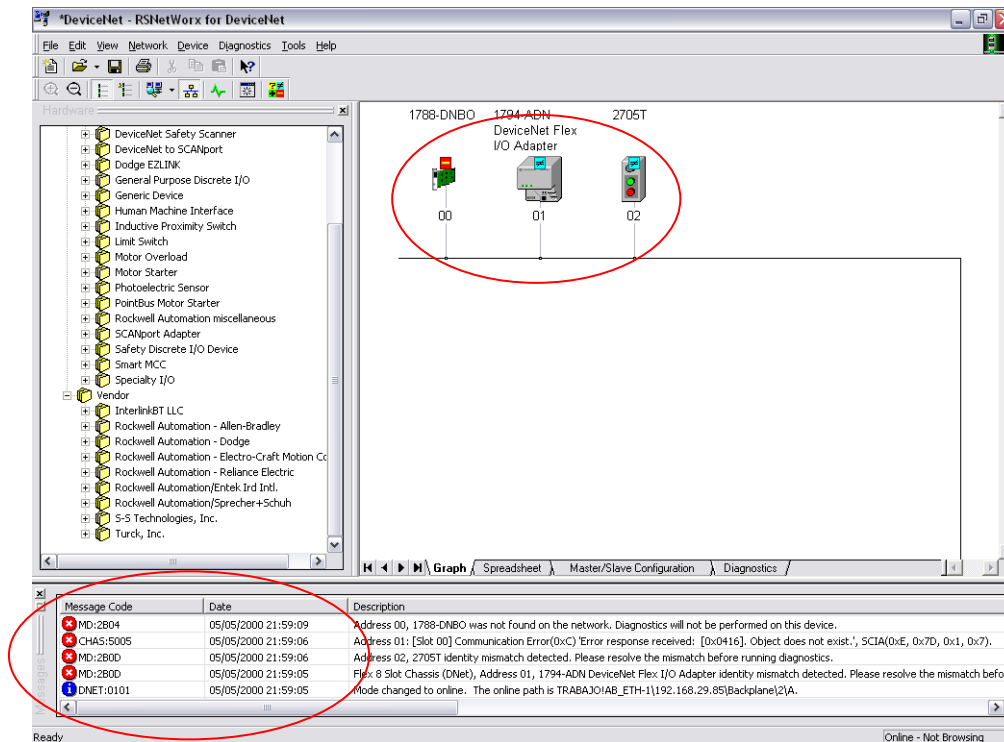 *DeviceNet - RSNetWorx for DeviceNet
File Edit View Network Device Diagnostics Tools Help
Hardware
DeviceNet Safety Scanner
DeviceNet to SCANport
Dodge EZLINK
General Purpose Discrete I/O
Generic Device
Human Machine Interface
Inductive Proximity Switch
Limit Switch
Motor Overload
Motor Starter
Photoelectric Sensor
PointBus Motor Starter
Rockwell Automation miscellaneous
SCANport Adapter
Safety Discrete I/O Device
Smart MCC
Specialty I/O
Vendor
InterlinkBT LLC
Rockwell Automation - Allen-Bradley
Rockwell Automation - Dodge
Rockwell Automation - Electro-Craft Motion Co
Rockwell Automation - Reliance Electric
Rockwell Automation/Entek Ird Intl.
Rockwell Automation/Sprecher+Schuh
S-S Technologies, Inc.
Turck, Inc.
1788-DNBO 1794-ADN 2705T
DeviceNet Flex
I/O Adapter
00 01 02
Graph Spreadsheet Master/Slave Configuration Diagnostics
Messages
Message Code Date Description
MD:2B04 05/05/2000 21:59:09 Address 00, 1788-DNBO was not found on the network. Diagnostics will not be performed on this device.
CHAS:5005 05/05/2000 21:59:06 Address 01: [Slot 00] Communication Error(0xC) 'Error response received: [0x0416]. Object does not exist.', SCIA(0xE, 0x7D, 0x1, 0x7).
MD:2B0D 05/05/2000 21:59:06 Address 02, 2705T identity mismatch detected. Please resolve the mismatch before running diagnostics.
MD:2B0D 05/05/2000 21:59:05 Flex 8 Slot Chassis (DNet), Address 01, 1794-ADN DeviceNet Flex I/O Adapter identity mismatch detected. Please resolve the mismatch befo
DNET:0101 05/05/2000 21:59:05 Mode changed to online. The online path is TRABAJO!AB_ETH-1\192.168.29.85\Backplane\2\A.
Ready Online - Not Browsing